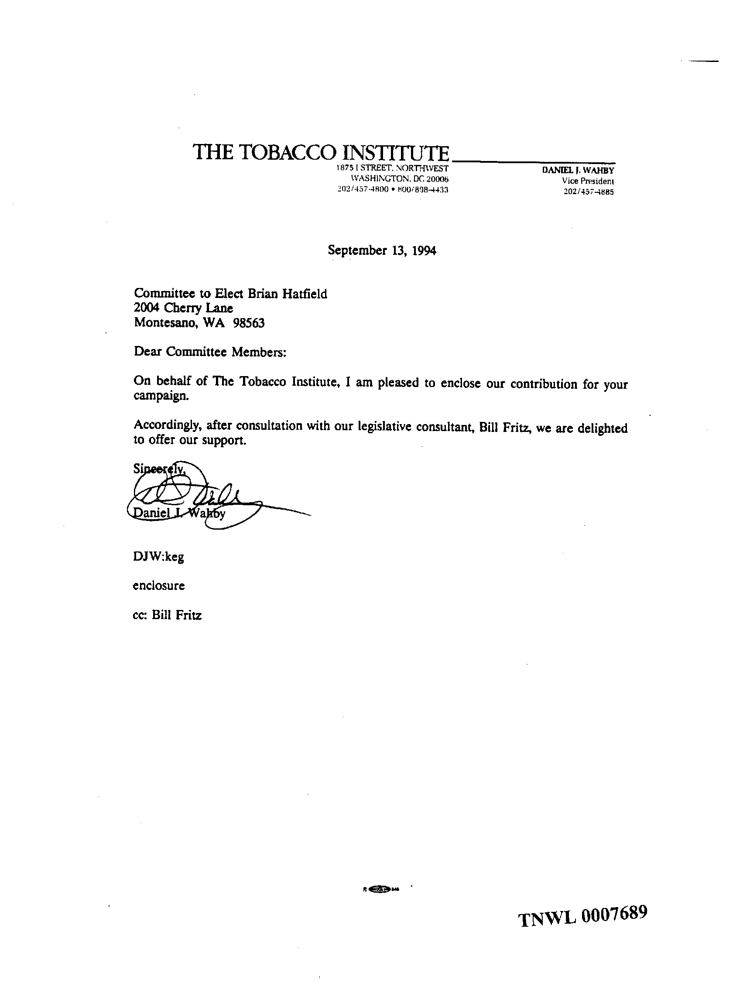 THE TOBACCO INSTITUTE
1875 I STREET, NORTHWEST
WASHINGTON, DC 20006
202/457-4800 • 800/898-4433
DANIEL J. WAHBY
Vice President
202/457-4885
September 13, 1994
Committee to Elect Brian Hatfield
2004 Cherry Lane
Montesano, WA 98563
Dear Committee Members:
On behalf of The Tobacco Institute, I am pleased to enclose our contribution for your
campaign.
Accordingly, after consultation with our legislative consultant, Bill Fritz, we are delighted
to offer our support.
Sincerely,
Daniel J. Wahby
DJW:keg
enclosure
cc: Bill Fritz
TNWL 0007689